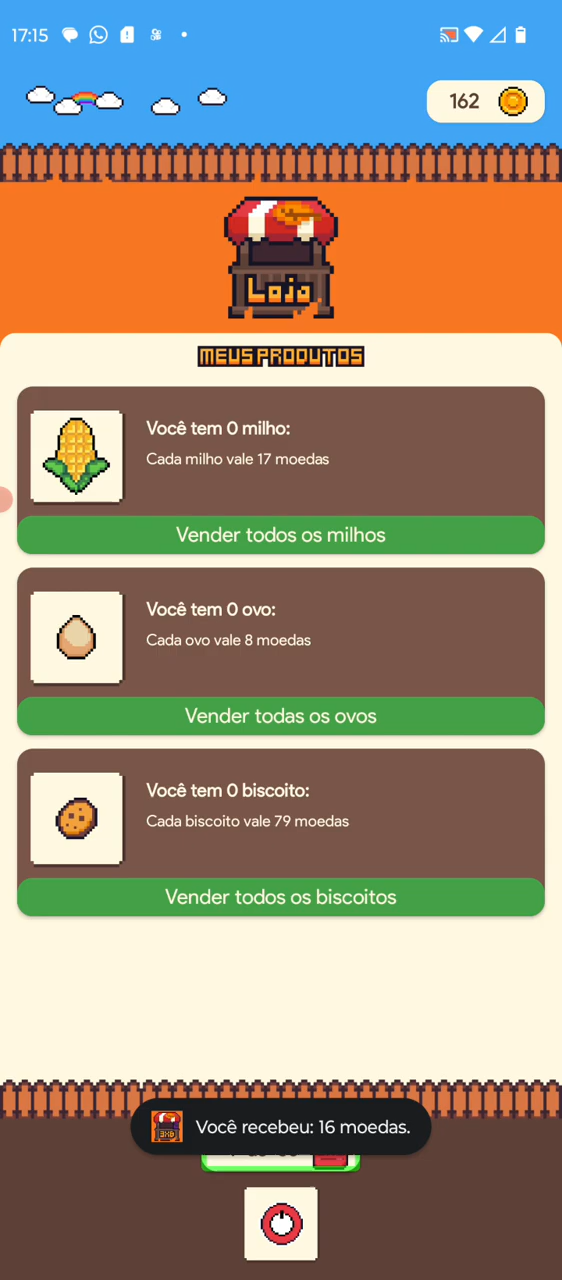 17:15
162
Loja
MEUS PRODUTOS
Você tem 0 milho:
Cada milho vale 17 moedas
Vender todos os milhos
Você tem 0 ovo:
Cada ovo vale 8 moedas
Vender todas os ovos
Você tem 0 biscoito:
Cada biscoito vale 79 moedas
Vender todos os biscoitos
Você recebeu: 16 moedas.